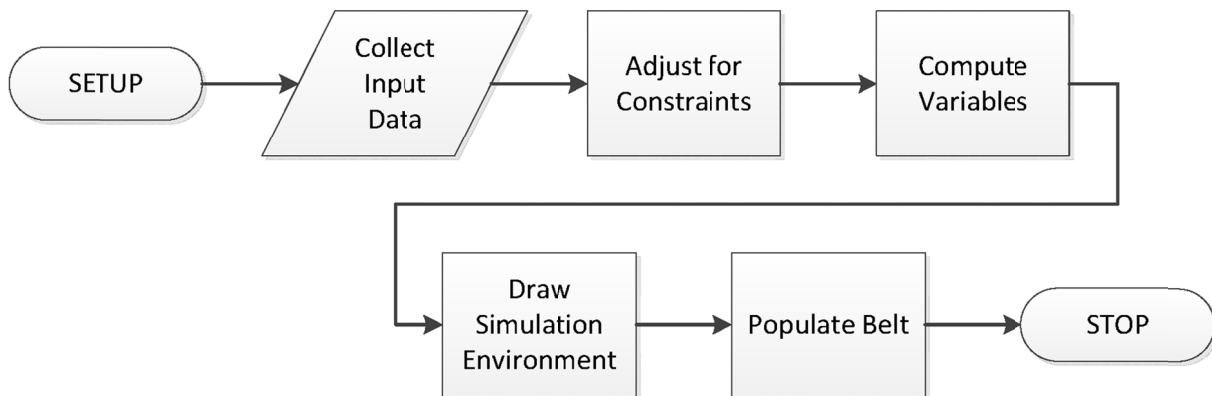 SETUP
Collect
Input
Data
Adjust for
Constraints
Compute
Variables
Draw
Simulation
Environment
Populate Belt
STOP